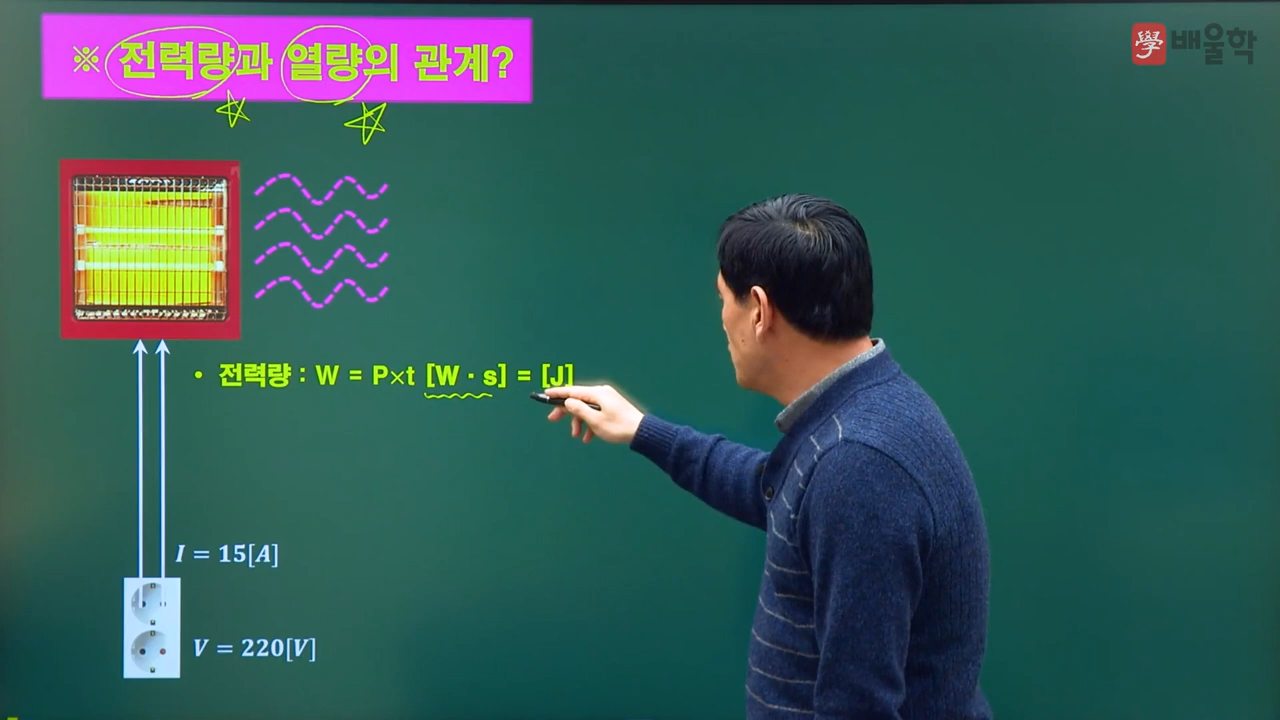 ※ 전력량과 열량의 관계?
學 배울학
• 전력량 : W = P×t [W · s] = [J]
I = 15[A]
V = 220[V]